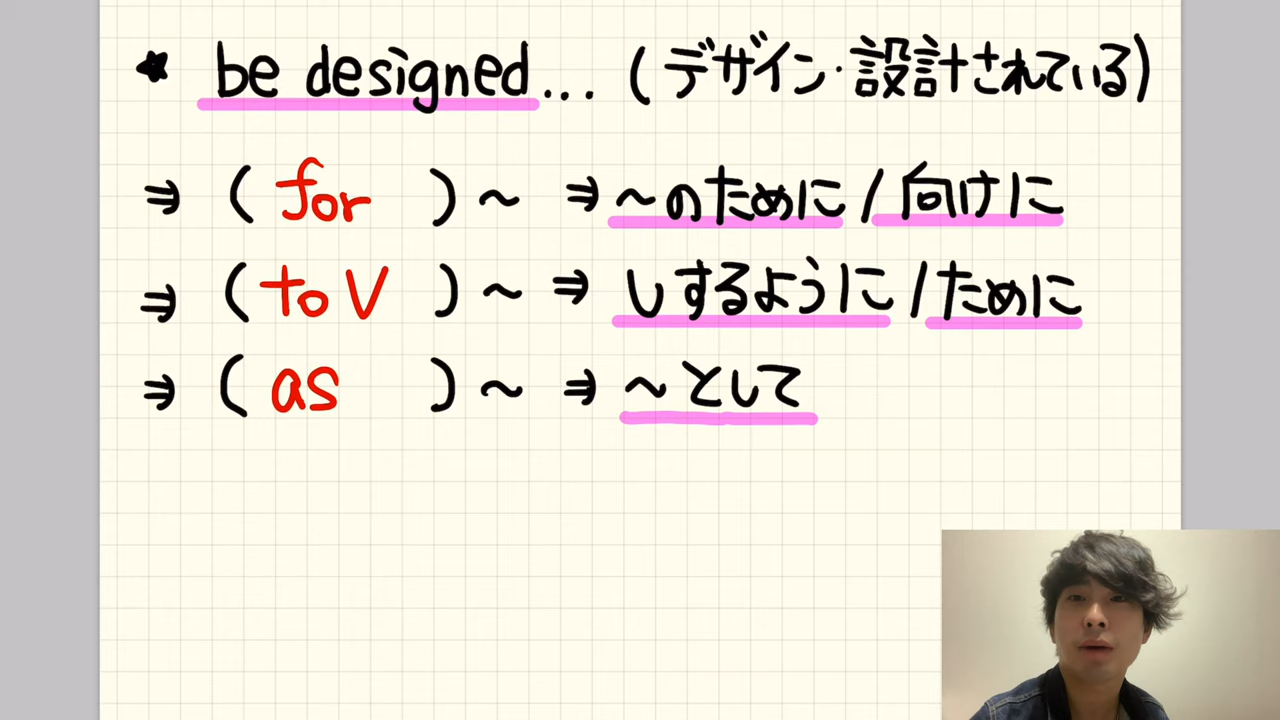 ★ be designed... (デザイン・設計されている)
⇒ ( for ) ~ ⇒ ~のために / 向けに
⇒ ( to V ) ~ ⇒ しするように / ために
⇒ ( as ) ~ ⇒ ~として